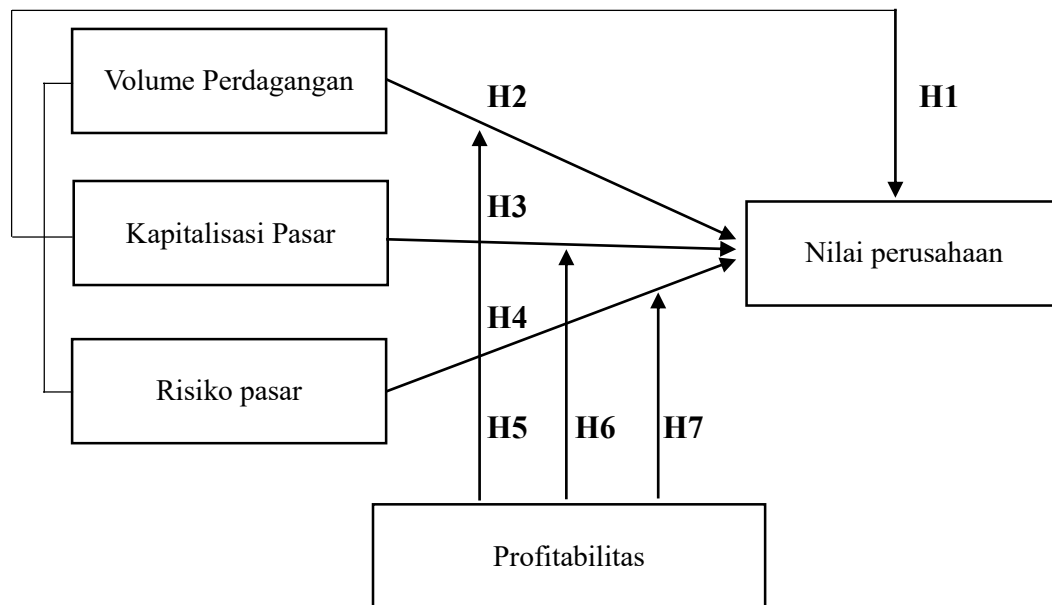 Volume Perdagangan
H2
H1
H3
Kapitalisasi Pasar
Nilai perusahaan
H4
Risiko pasar
H5
H6
H7
Profitabilitas